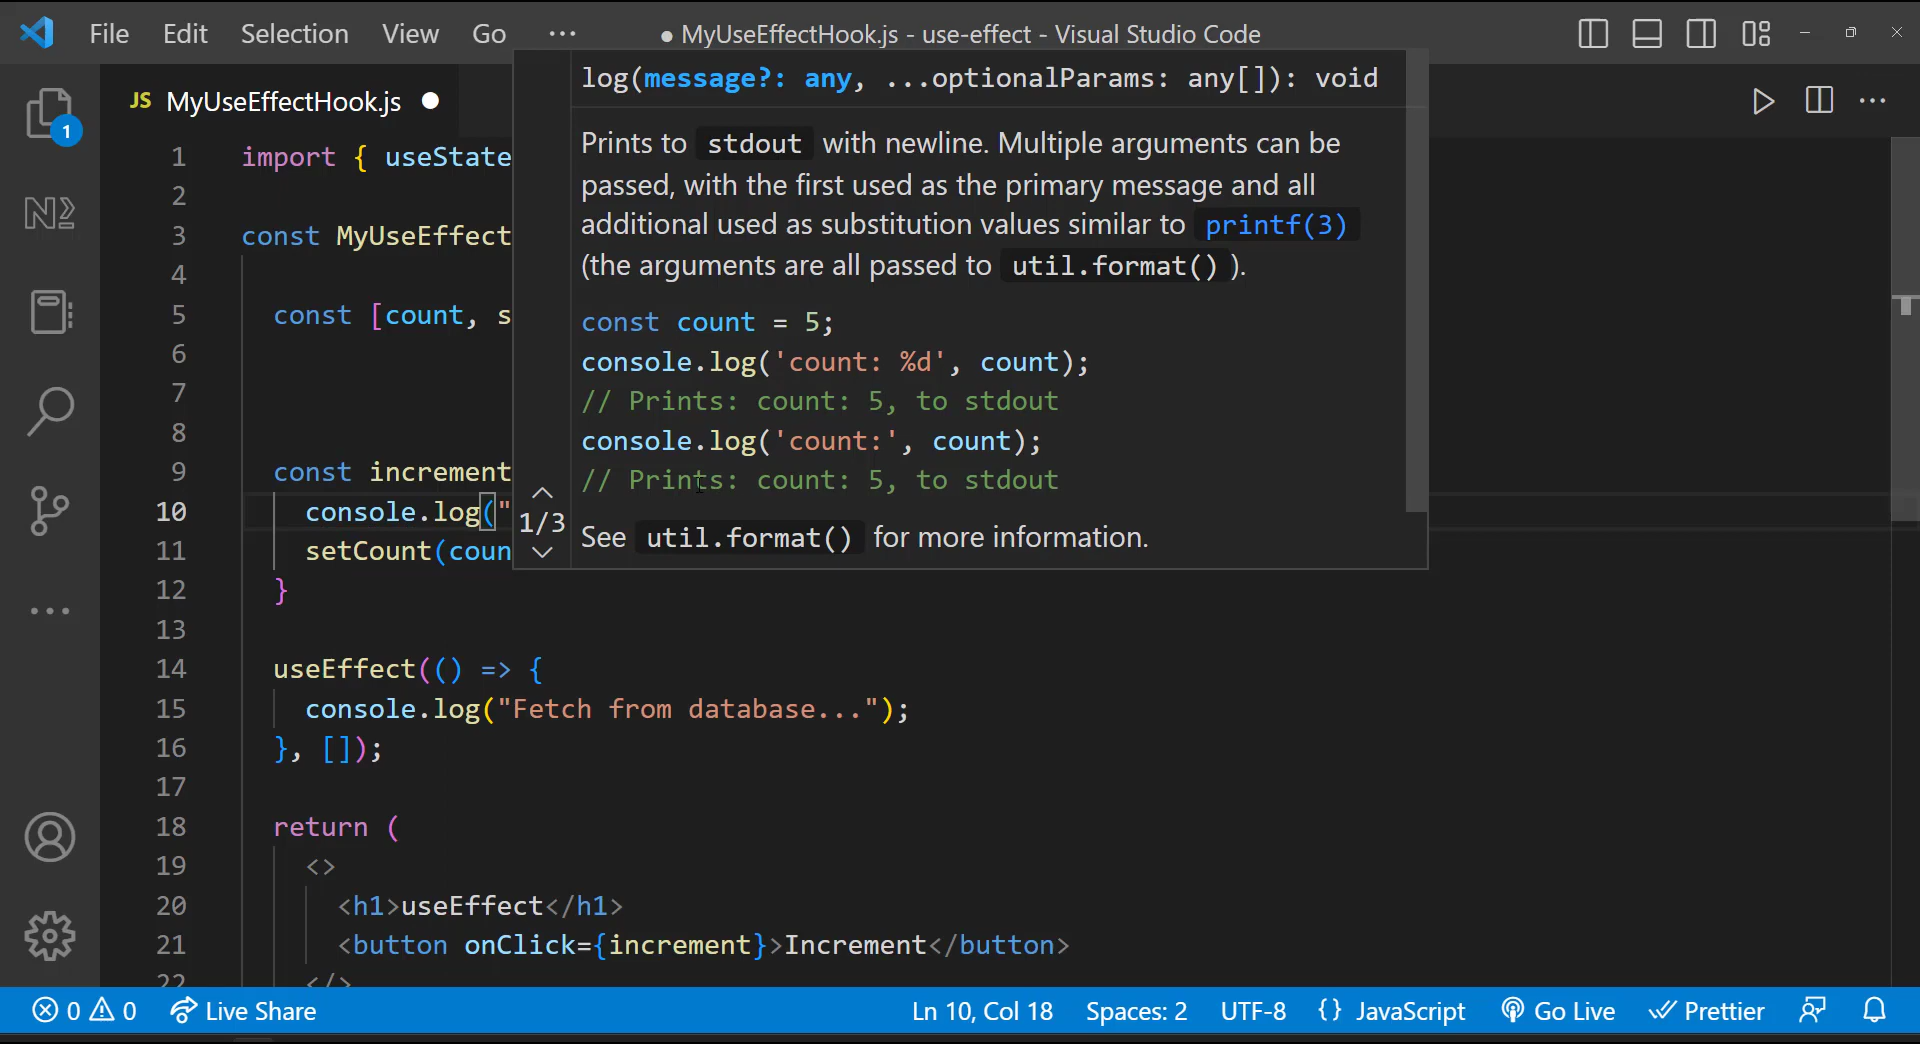 File Edit Selection View Go ··· ● MyUseEffectHook.js - use-effect - Visual Studio Code
JS MyUseEffectHook.js ●
1
log(message?: any, ...optionalParams: any[]): void
Prints to stdout with newline. Multiple arguments can be
passed, with the first used as the primary message and all
additional used as substitution values similar to printf(3)
(the arguments are all passed to util.format()).
const count = 5;
console.log('count: %d', count);
// Prints: count: 5, to stdout
console.log('count:', count);
// Prints: count: 5, to stdout
See util.format() for more information.
1/3
1 import { useState
2
3 const MyUseEffect
4
5 const [count, s
6
7
8
9 const increment
10 console.log("
11 setCount(coun
12 }
13
14 useEffect(() => {
15 console.log("Fetch from database...");
16 }, []);
17
18 return (
19 <>
20 <h1>useEffect</h1>
21 <button onClick={increment}>Increment</button>
22 </>
0 0 Live Share Ln 10, Col 18 Spaces: 2 UTF-8 {} JavaScript Go Live Prettier